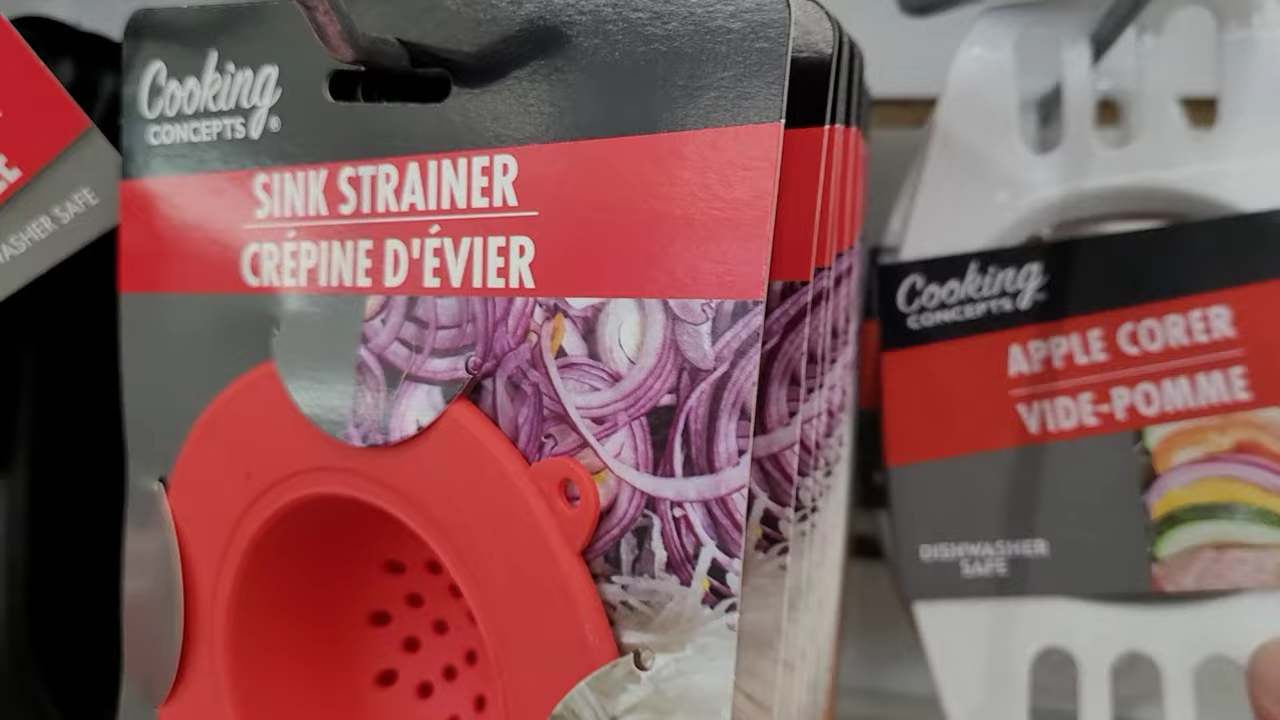 WASHER SAFE
Cooking
CONCEPTS®
SINK STRAINER
CRÉPINE D'ÉVIER
Cooking
CONCEPTS
APPLE CORER
VIDE-POMME
DISHWASHER
SAFE